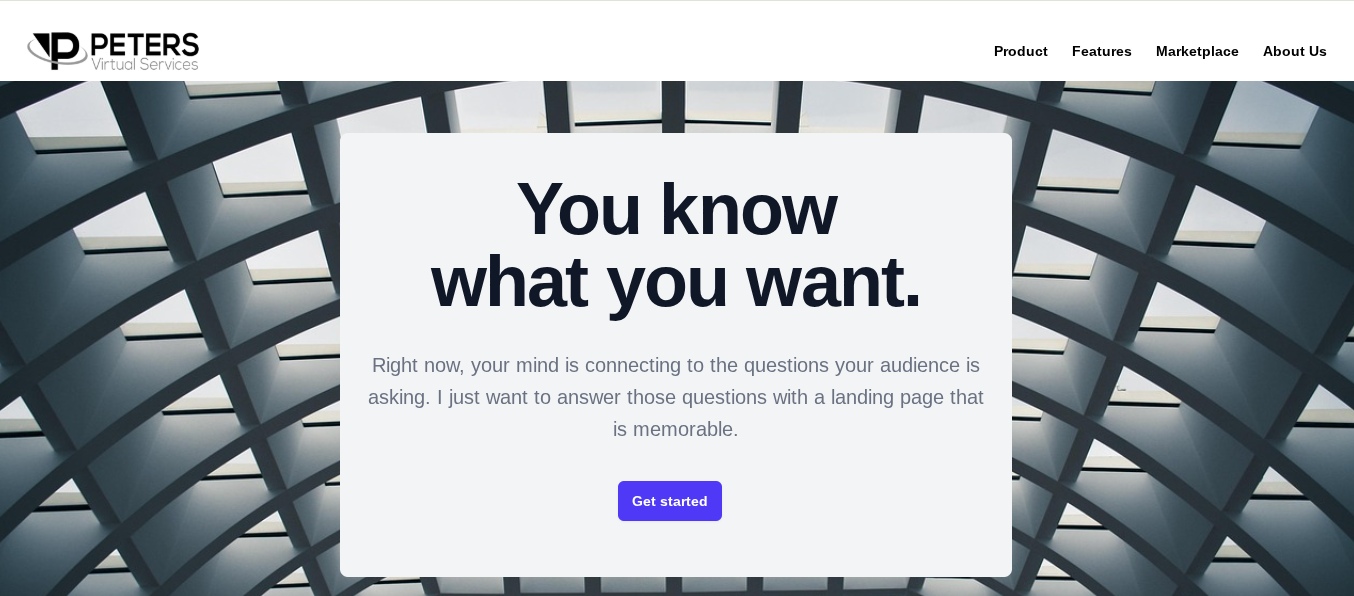 PETERS
Virtual Services
Product Features Marketplace About Us
You know
what you want.
Right now, your mind is connecting to the questions your audience is
asking. I just want to answer those questions with a landing page that
is memorable.
Get started